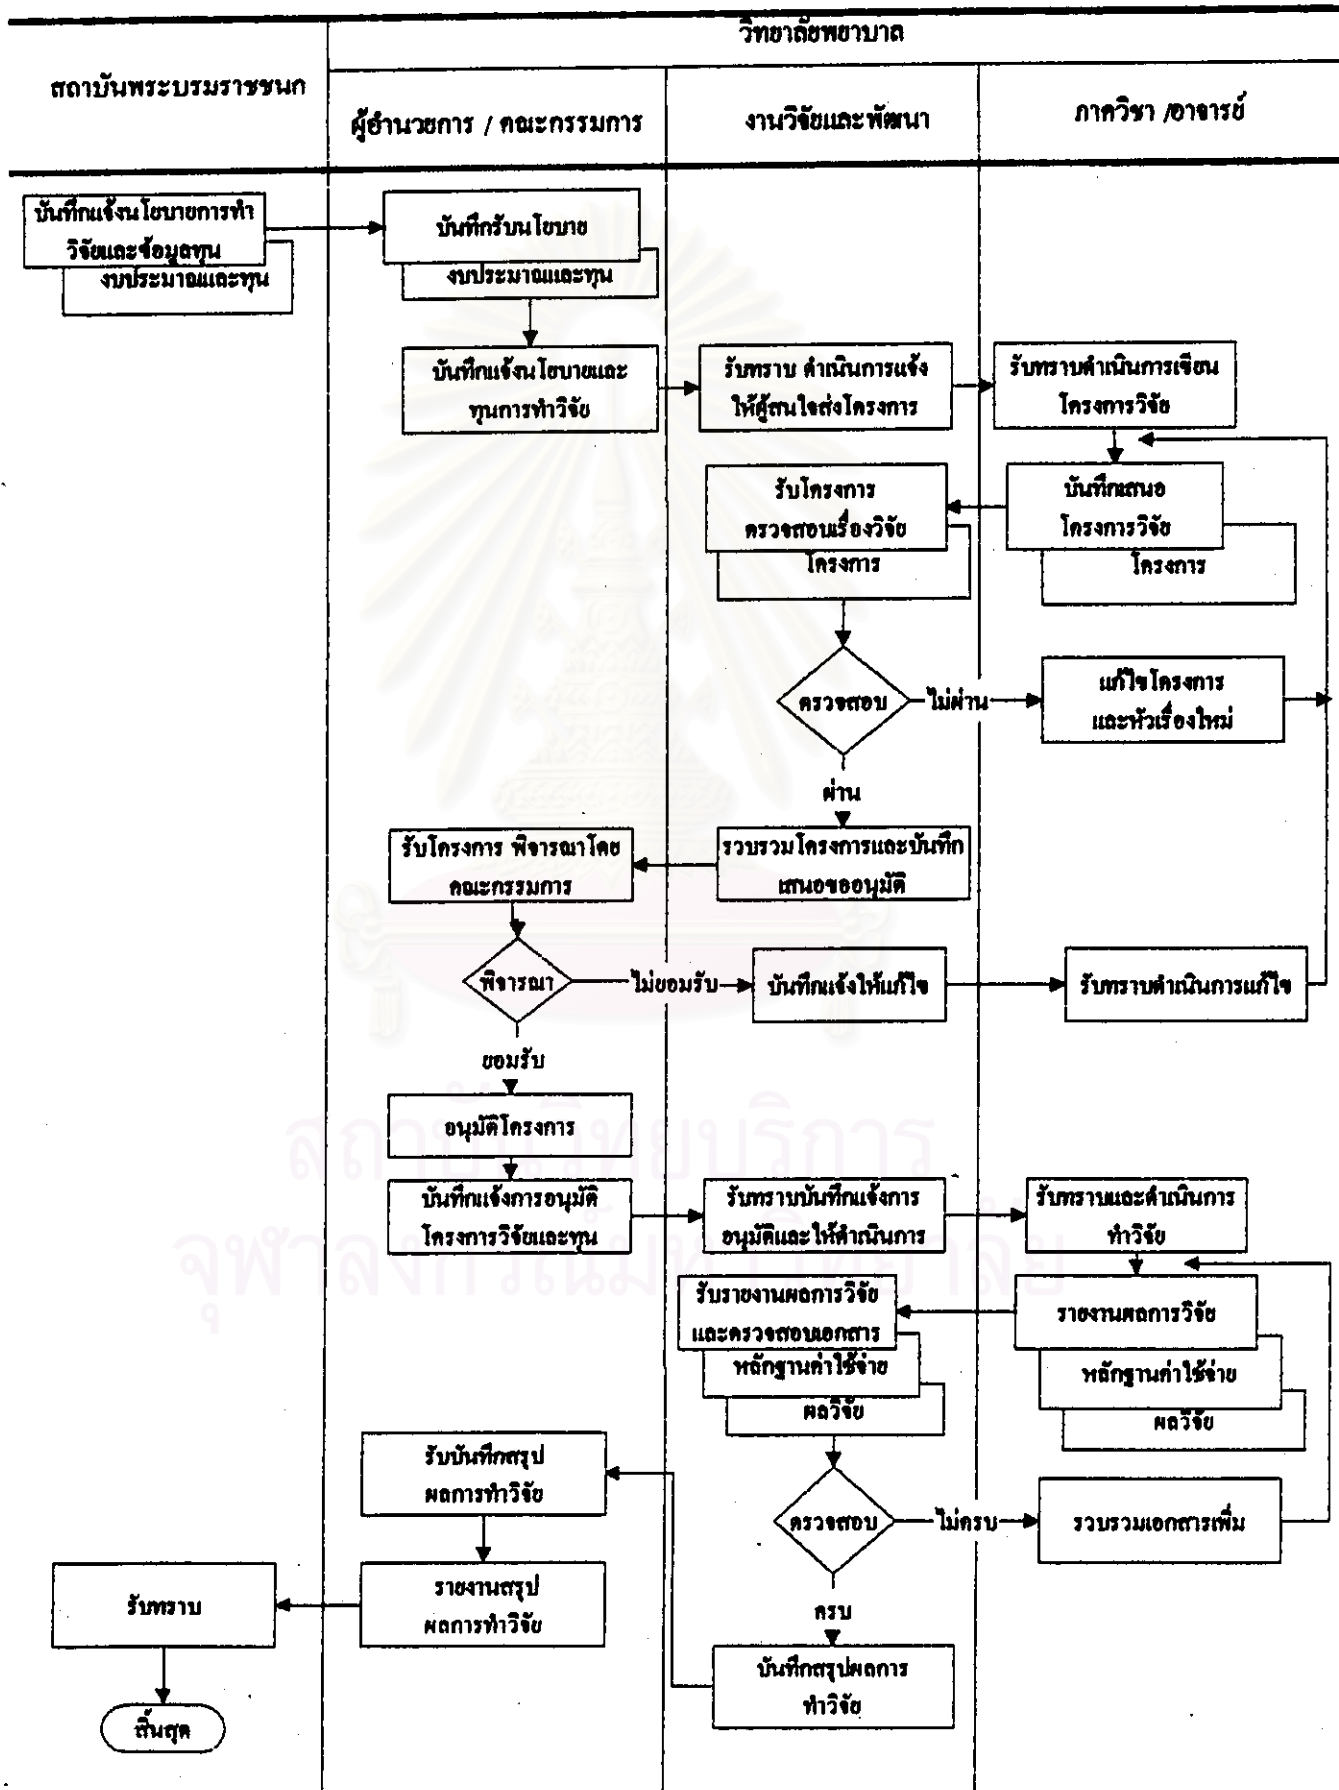 วิทยาลัยพยาบาล
สถาบันพระบรมราชชนก
ผู้อำนวยการ / คณะกรรมการ
งานวิจัยและพัฒนา
ภาควิชา /อาจารย์
บันทึกแจ้งนโยบายการทำ
วิจัยและข้อมูลทุน
งบประมาณและทุน
บันทึกรับนโยบาย
งบประมาณและทุน
บันทึกแจ้งนโยบายและ
ทุนการทำวิจัย
รับทราบ ดำเนินการแจ้ง
ให้ผู้สนใจส่งโครงการ
รับทราบดำเนินการเขียน
โครงการวิจัย
รับโครงการ
ตรวจสอบเรื่องวิจัย
โครงการ
บันทึกเสนอ
โครงการวิจัย
โครงการ
ตรวจสอบ
ไม่ผ่าน
แก้ไขโครงการ
และหัวเรื่องใหม่
ผ่าน
รับโครงการ พิจารณาโดย
คณะกรรมการ
รวบรวมโครงการและบันทึก
เสนอขออนุมัติ
พิจารณา
ไม่ยอมรับ
บันทึกแจ้งให้แก้ไข
รับทราบดำเนินการแก้ไข
ยอมรับ
อนุมัติโครงการ
สถาบันวิทยบริการ
จุฬาลงกรณ์มหาวิทยาลัย
บันทึกแจ้งการอนุมัติ
โครงการวิจัยและทุน
รับทราบบันทึกแจ้งการ
อนุมัติและให้ดำเนินการ
รับทราบและดำเนินการ
ทำวิจัย
รับรายงานผลการวิจัย
และตรวจสอบเอกสาร
หลักฐานค่าใช้จ่าย
ผลวิจัย
รายงานผลการวิจัย
หลักฐานค่าใช้จ่าย
ผลวิจัย
รับบันทึกสรุป
ผลการทำวิจัย
ตรวจสอบ
ไม่ครบ
รวบรวมเอกสารเพิ่ม
รับทราบ
รายงานสรุป
ผลการทำวิจัย
ครบ
บันทึกสรุปผลการ
ทำวิจัย
สิ้นสุด